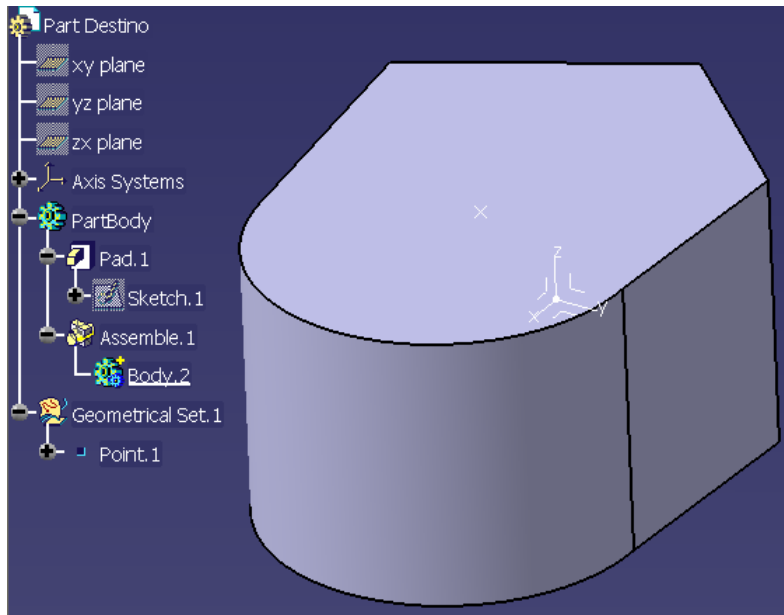 Part Destino
xy plane
yz plane
zx plane
Axis Systems
PartBody
Pad.1
Sketch.1
Assemble.1
Body.2
Geometrical Set.1
Point.1
z
x
y